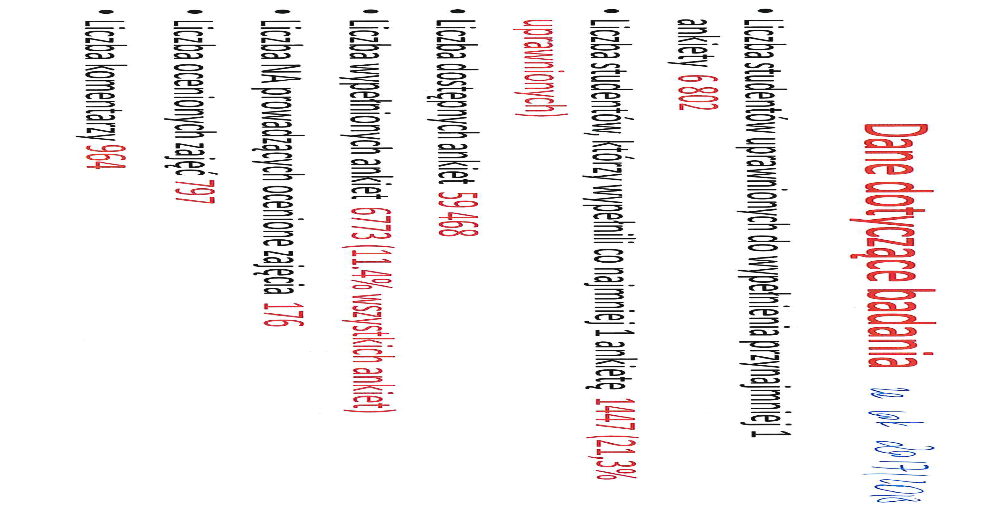 Dane dotyczące badania za rok 2017/2018
• Liczba studentów uprawnionych do wypełnienia przynajmniej 1
ankiety 6 802
• Liczba studentów, którzy wypełnili co najmniej 1 ankietę 1447 (21,3%
uprawnionych)
• Liczba dostępnych ankiet 59 468
• Liczba wypełnionych ankiet 6773 (11.4% wszystkich ankiet)
• Liczba NA prowadzących ocenione zajęcia 176
• Liczba ocenionych zajęć 797
• Liczba komentarzy 964